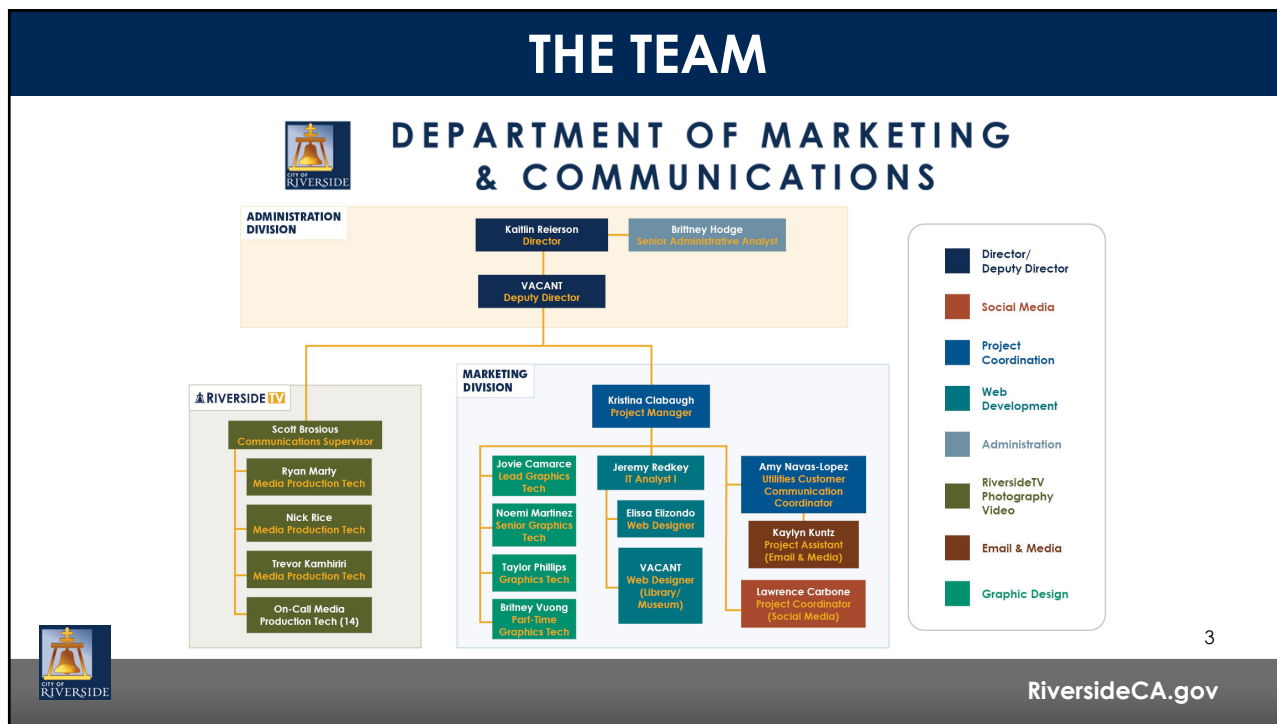 THE TEAM
CITY OF
RIVERSIDE
DEPARTMENT OF MARKETING
& COMMUNICATIONS
ADMINISTRATION
DIVISION
Kaitlin Reierson
Director
Brittney Hodge
Senior Administrative Analyst
VACANT
Deputy Director
RIVERSIDE TV
Scott Brosious
Communications Supervisor
Ryan Marty
Media Production Tech
Nick Rice
Media Production Tech
Trevor Kamhiriri
Media Production Tech
On-Call Media
Production Tech (14)
MARKETING
DIVISION
Kristina Clabaugh
Project Manager
Jovie Camarce
Lead Graphics
Tech
Noemi Martinez
Senior Graphics
Tech
Taylor Phillips
Graphics Tech
Britney Vuong
Part-Time
Graphics Tech
Jeremy Redkey
IT Analyst I
Elissa Elizondo
Web Designer
VACANT
Web Designer
(Library/
Museum)
Amy Navas-Lopez
Utilities Customer
Communication
Coordinator
Kaylyn Kuntz
Project Assistant
(Email & Media)
Lawrence Carbone
Project Coordinator
(Social Media)
Director/
Deputy Director
Social Media
Project
Coordination
Web
Development
Administration
RiversideTV
Photography
Video
Email & Media
Graphic Design
3
CITY OF
RIVERSIDE
RiversideCA.gov